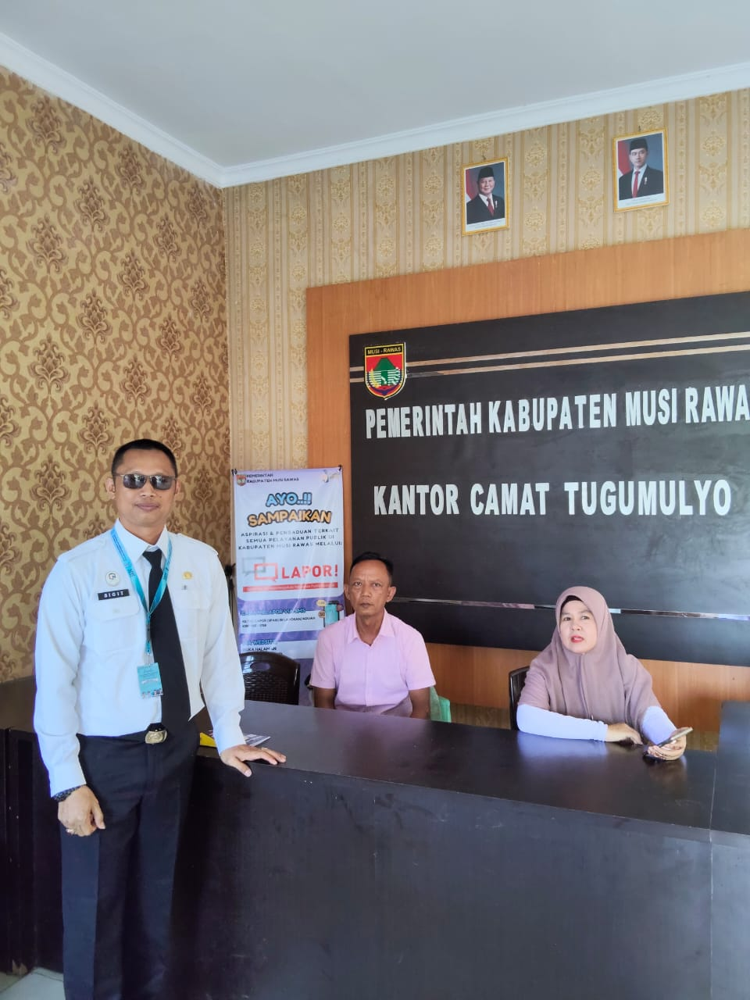 MUSI - RAWAS
PEMERINTAH KABUPATEN MUSI RAWA
KANTOR CAMAT TUGUMULYO
PEMERINTAH
KABUPATEN MUSI RAWAS
AYO..!!
SAMPAIKAN
ASPIRASI & PENGADUAN TERKAIT
SEMUA PELAYANAN PUBLIK DI
KABUPATEN MUSI RAWAS MELALUI:
LAPOR!
SIGIT